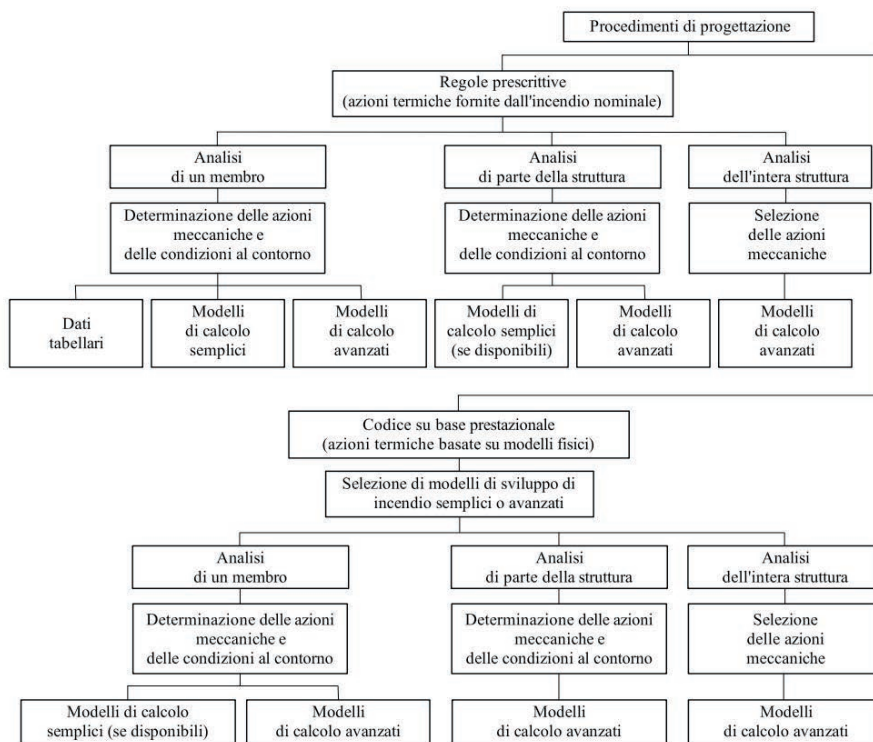 Procedimenti di progettazione
Regole prescrittive
(azioni termiche fornite dall'incendio nominale)
Analisi
di un membro
Analisi
di parte della struttura
Analisi
dell'intera struttura
Determinazione delle azioni
meccaniche e
delle condizioni al contorno
Determinazione delle azioni
meccaniche e
delle condizioni al contorno
Selezione
delle azioni
meccaniche
Dati
tabellari
Modelli
di calcolo
semplici
Modelli
di calcolo
avanzati
Modelli di
calcolo semplici
(se disponibili)
Modelli
di calcolo
avanzati
Modelli
di calcolo
avanzati
Codice su base prestazionale
(azioni termiche basate su modelli fisici)
Selezione di modelli di sviluppo di
incendio semplici o avanzati
Analisi
di un membro
Analisi
di parte della struttura
Analisi
dell'intera struttura
Determinazione delle azioni
meccaniche e
delle condizioni al contorno
Determinazione delle azioni
meccaniche e
delle condizioni al contorno
Selezione
delle azioni
meccaniche
Modelli di calcolo
semplici (se disponibili)
Modelli
di calcolo avanzati
Modelli
di calcolo avanzati
Modelli
di calcolo avanzati